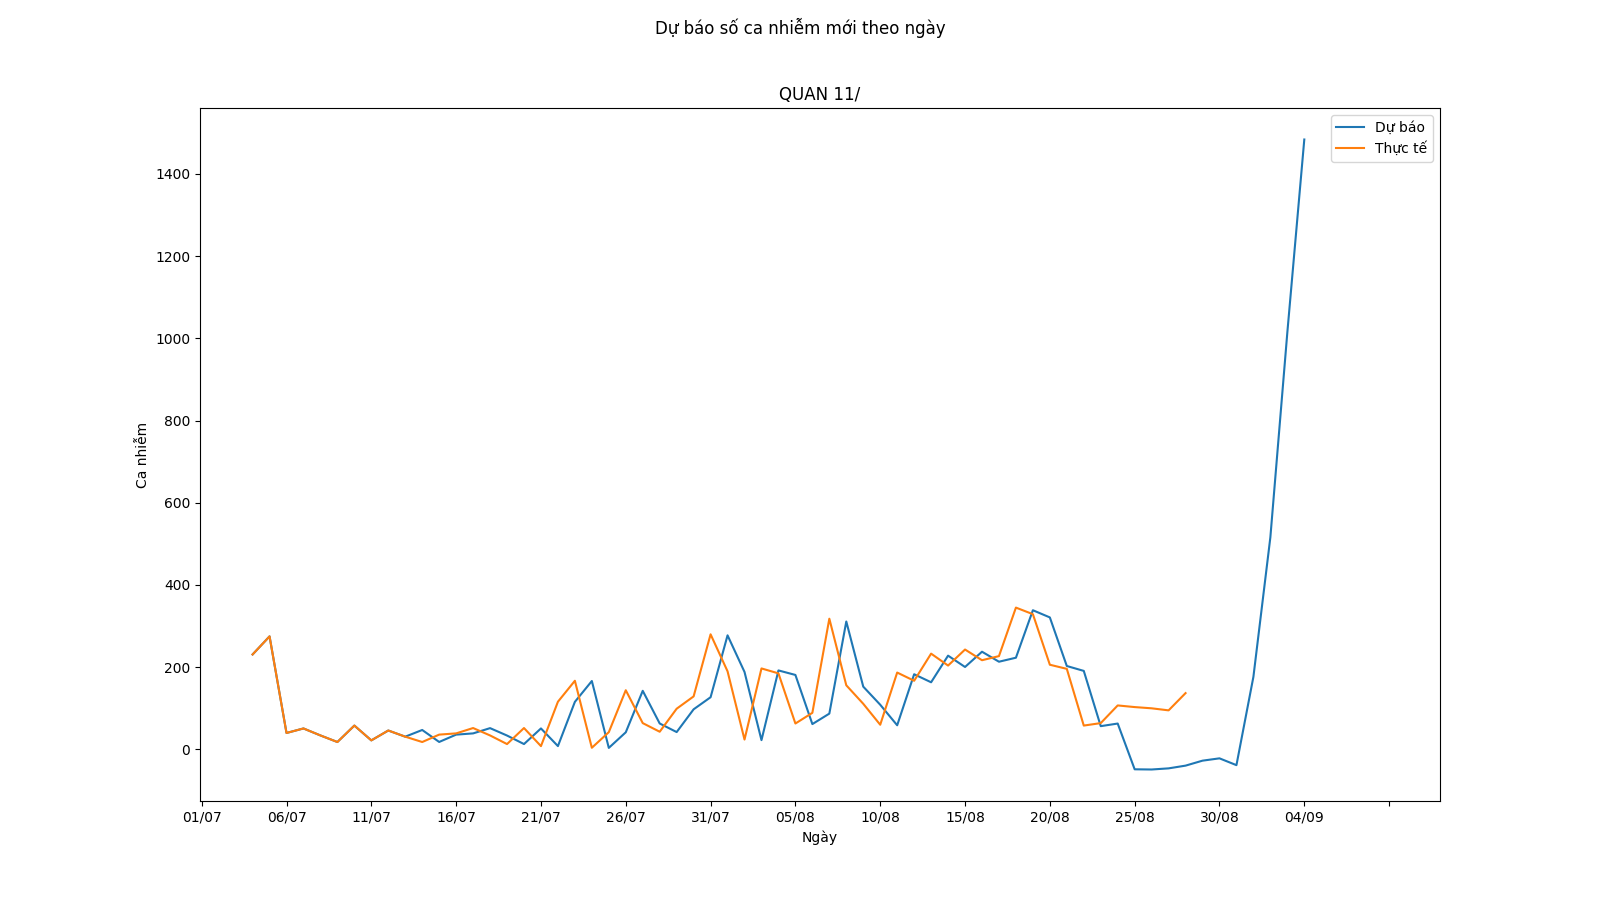 Dự báo số ca nhiễm mới theo ngày
QUAN 11/
Dự báo
Thực tế
1400
1200
1000
800
600
400
200
0
Ca nhiễm
01/07 06/07 11/07 16/07 21/07 26/07 31/07 05/08 10/08 15/08 20/08 25/08 30/08 04/09
Ngày